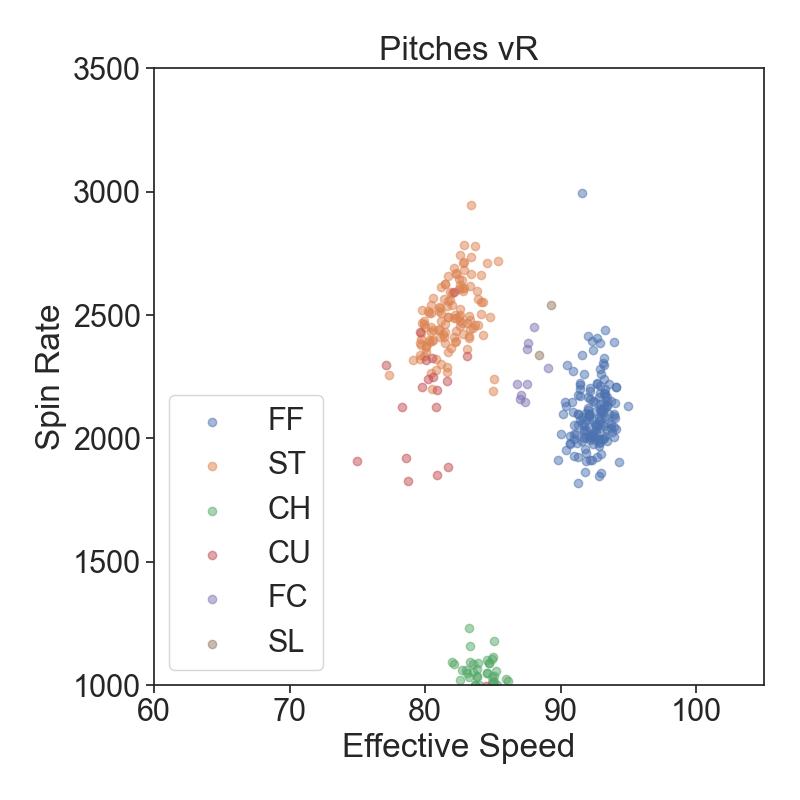 Pitches vR
3500
3000
2500
2000
1500
1000
Spin Rate
FF
ST
CH
CU
FC
SL
60 70 80 90 100
Effective Speed